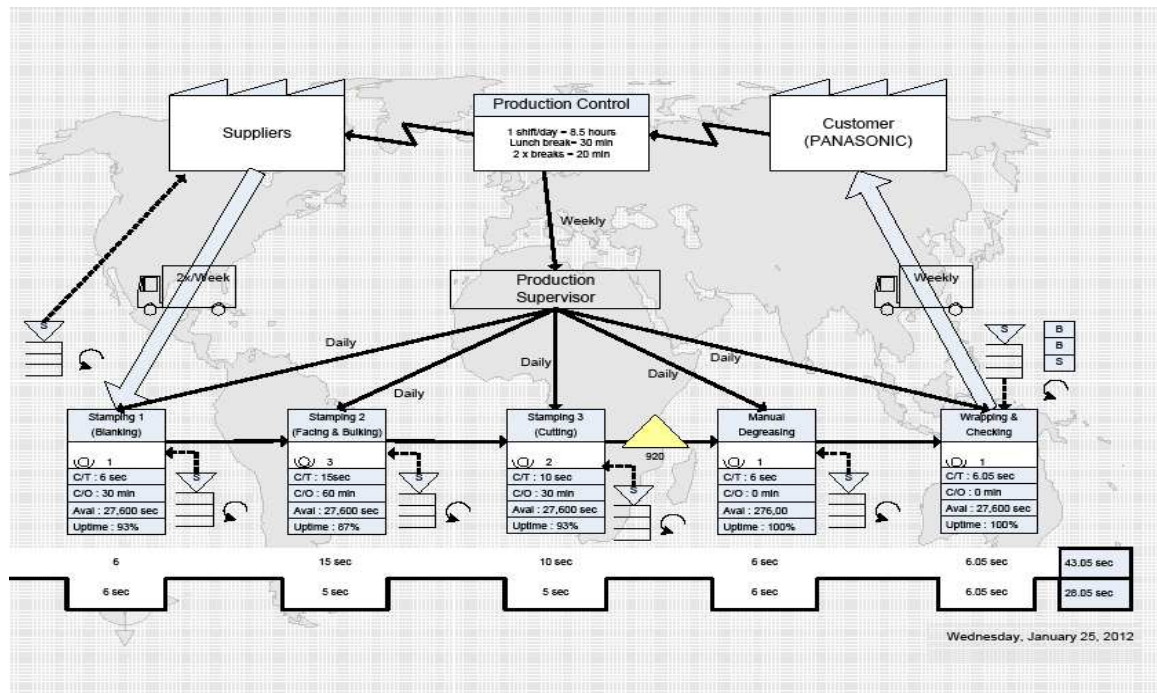 Suppliers
Production Control
1 shift/day = 8.5 hours
Lunch break= 30 min
2 x breaks = 20 min
Customer
(PANASONIC)
Weekly
2x/Week
Production
Supervisor
Weekly
S
S
B
B
S
Daily
Daily
Daily
Daily
Daily
Stamping 1
(Blanking)
1
C/T : 6 sec
C/O : 30 min
Aval : 27,600 sec
Uptime : 93%
S
Stamping 2
(Facing & Bulking)
3
C/T : 15sec
C/O : 60 min
Aval : 27,600 sec
Uptime : 87%
S
Stamping 3
(Cutting)
2
C/T : 10 sec
C/O : 30 min
Aval : 27,600 sec
Uptime : 93%
S
920
Manual
Degreasing
1
C/T : 6 sec
C/O : 0 min
Aval : 276,00
Uptime : 100%
S
Wrapping &
Checking
1
C/T : 6.05 sec
C/O : 0 min
Aval : 27,600 sec
Uptime : 100%
6
15 sec
10 sec
6 sec
6.05 sec
43.05 sec
6 sec
5 sec
5 sec
6 sec
6.05 sec
28.05 sec
Wednesday, January 25, 2012